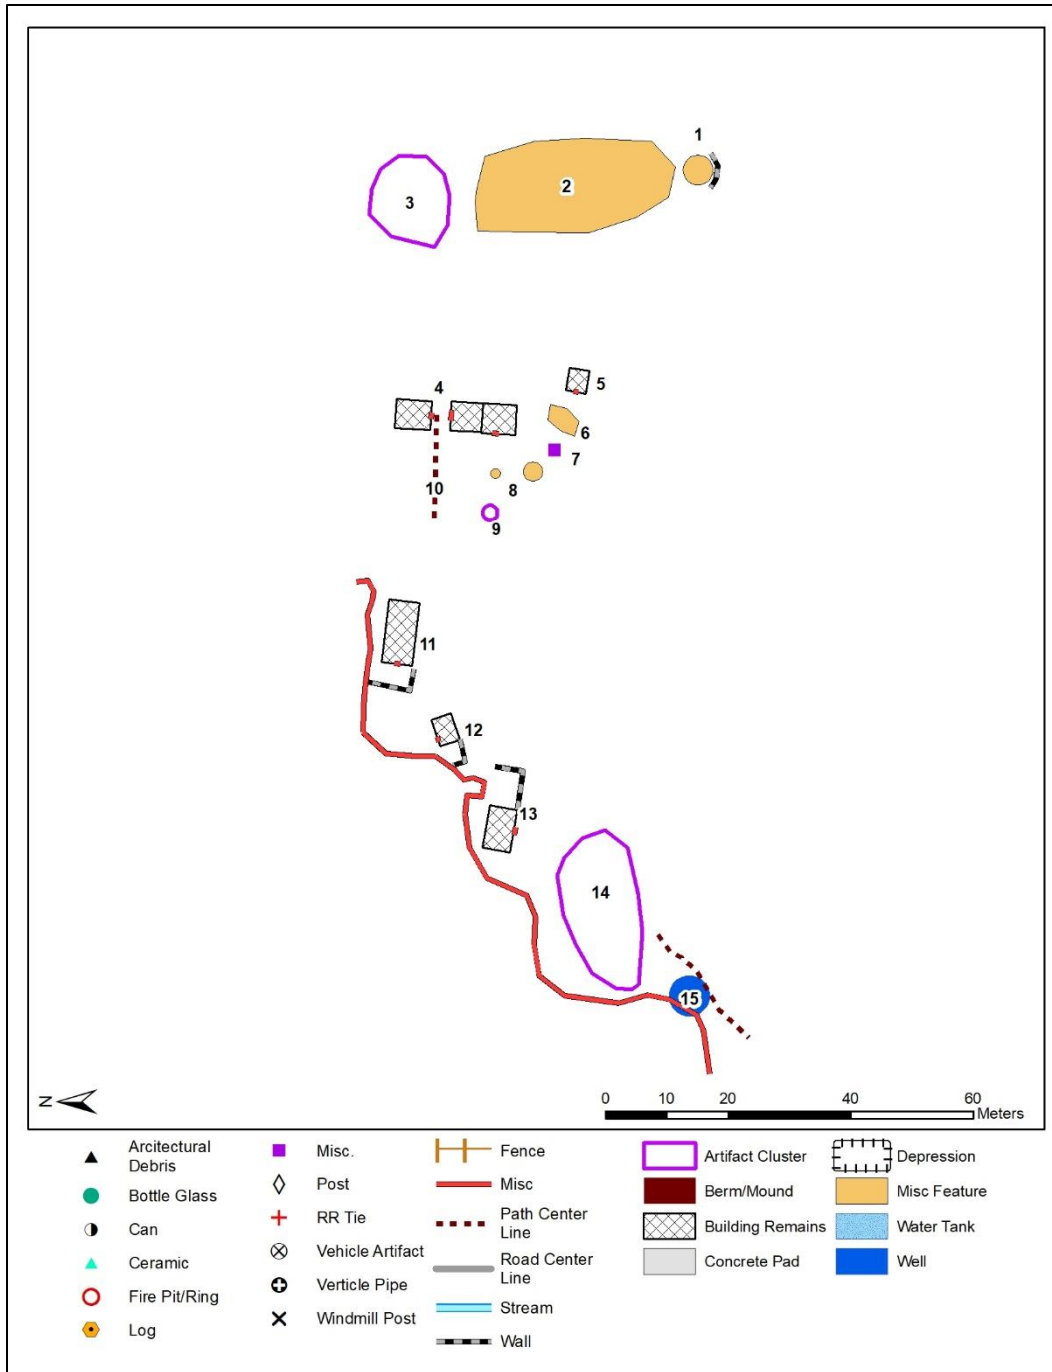 1
2
3
4
5
6
7
8
10
9
11
12
13
14
15
N
0 10 20 40 60
Meters
Arcitectural
Debris
Bottle Glass
Can
Ceramic
Fire Pit/Ring
Log
Misc.
Post
RR Tie
Vehicle Artifact
Verticle Pipe
Windmill Post
Fence
Misc
Path Center
Line
Road Center
Line
Stream
Wall
Artifact Cluster
Berm/Mound
Building Remains
Concrete Pad
Depression
Misc Feature
Water Tank
Well